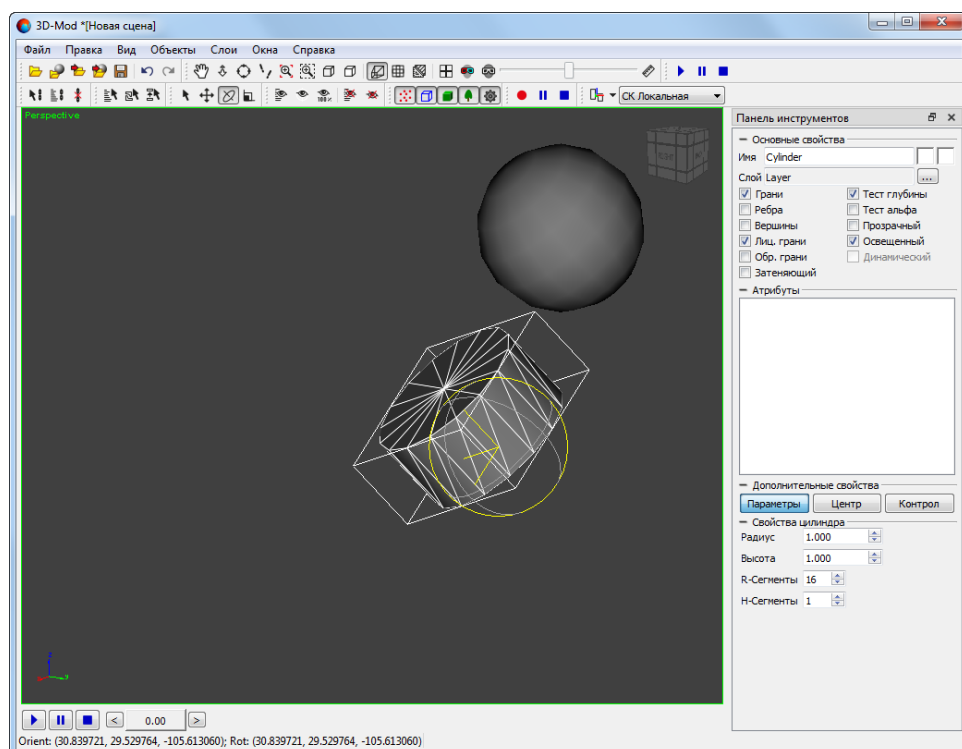 3D-Mod *[Новая сцена]
Файл Правка Вид Объекты Слои Окна Справка
100%
СК Локальная
Perspective
Панель инструментов
Основные свойства
Имя Cylinder
Слой Layer ...
Грани Тест глубины
Ребра Тест альфа
Вершины Прозрачный
Лиц. грани Освещенный
Обр. грани Динамический
Затеняющий
Атрибуты
Дополнительные свойства
Параметры Центр Контрол
Свойства цилиндра
Радиус 1.000
Высота 1.000
R-Сегменты 16
H-Сегменты 1
z
< 0.00 >
Orient: (30.839721, 29.529764, -105.613060); Rot: (30.839721, 29.529764, -105.613060)